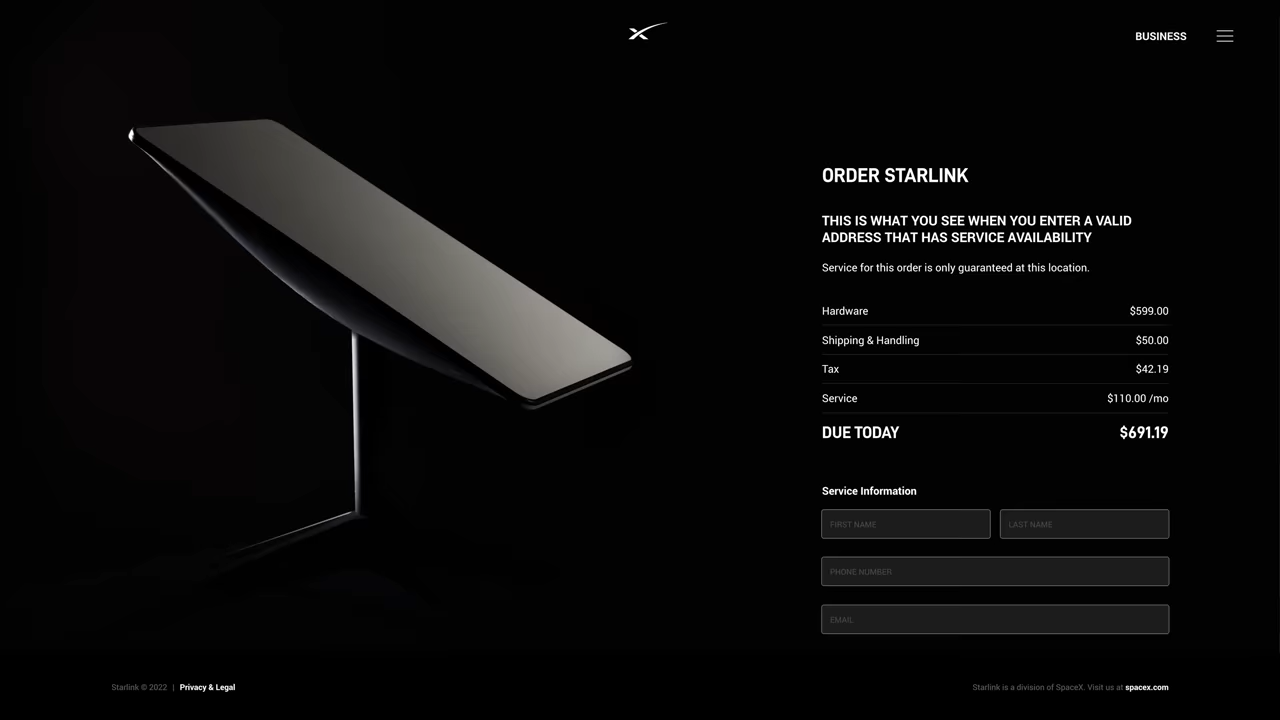 BUSINESS
ORDER STARLINK
THIS IS WHAT YOU SEE WHEN YOU ENTER A VALID
ADDRESS THAT HAS SERVICE AVAILABILITY
Service for this order is only guaranteed at this location.
Hardware $599.00
Shipping & Handling $50.00
Tax $42.19
Service $110.00 /mo
DUE TODAY $691.19
Service Information
FIRST NAME LAST NAME
PHONE NUMBER
EMAIL
Starlink © 2022 | Privacy & Legal Starlink is a division of SpaceX. Visit us at spacex.com